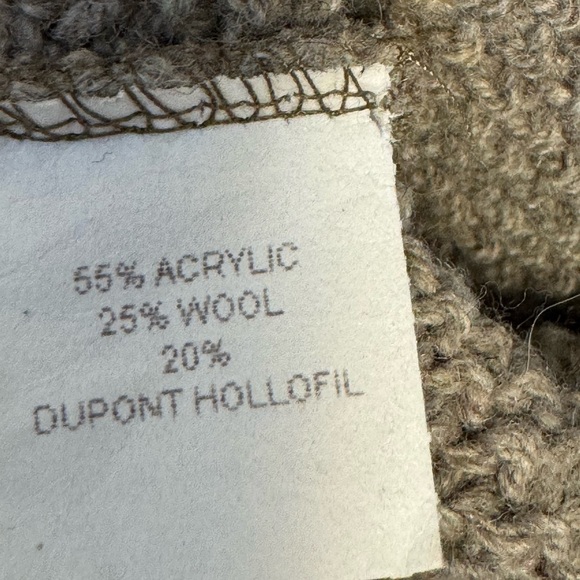 55% ACRYLIC
25% WOOL
20%
DUPONT HOLLOFIL